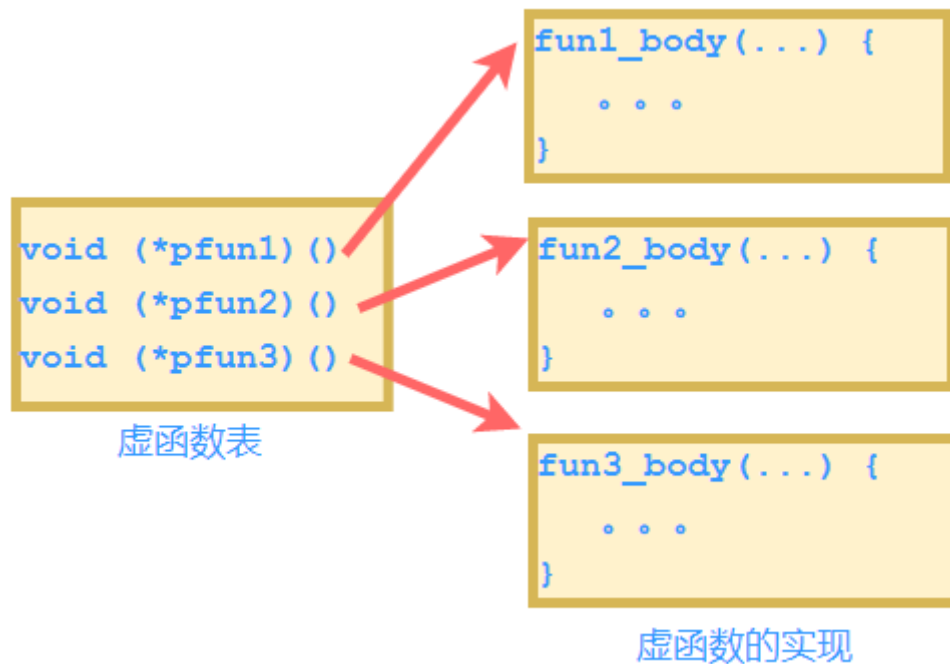 void (*pfun1)()
void (*pfun2)()
void (*pfun3)()
虚函数表
fun1_body(...) {
。。。
}
fun2_body(...) {
。。。
}
fun3_body(...) {
。。。
}
虚函数的实现